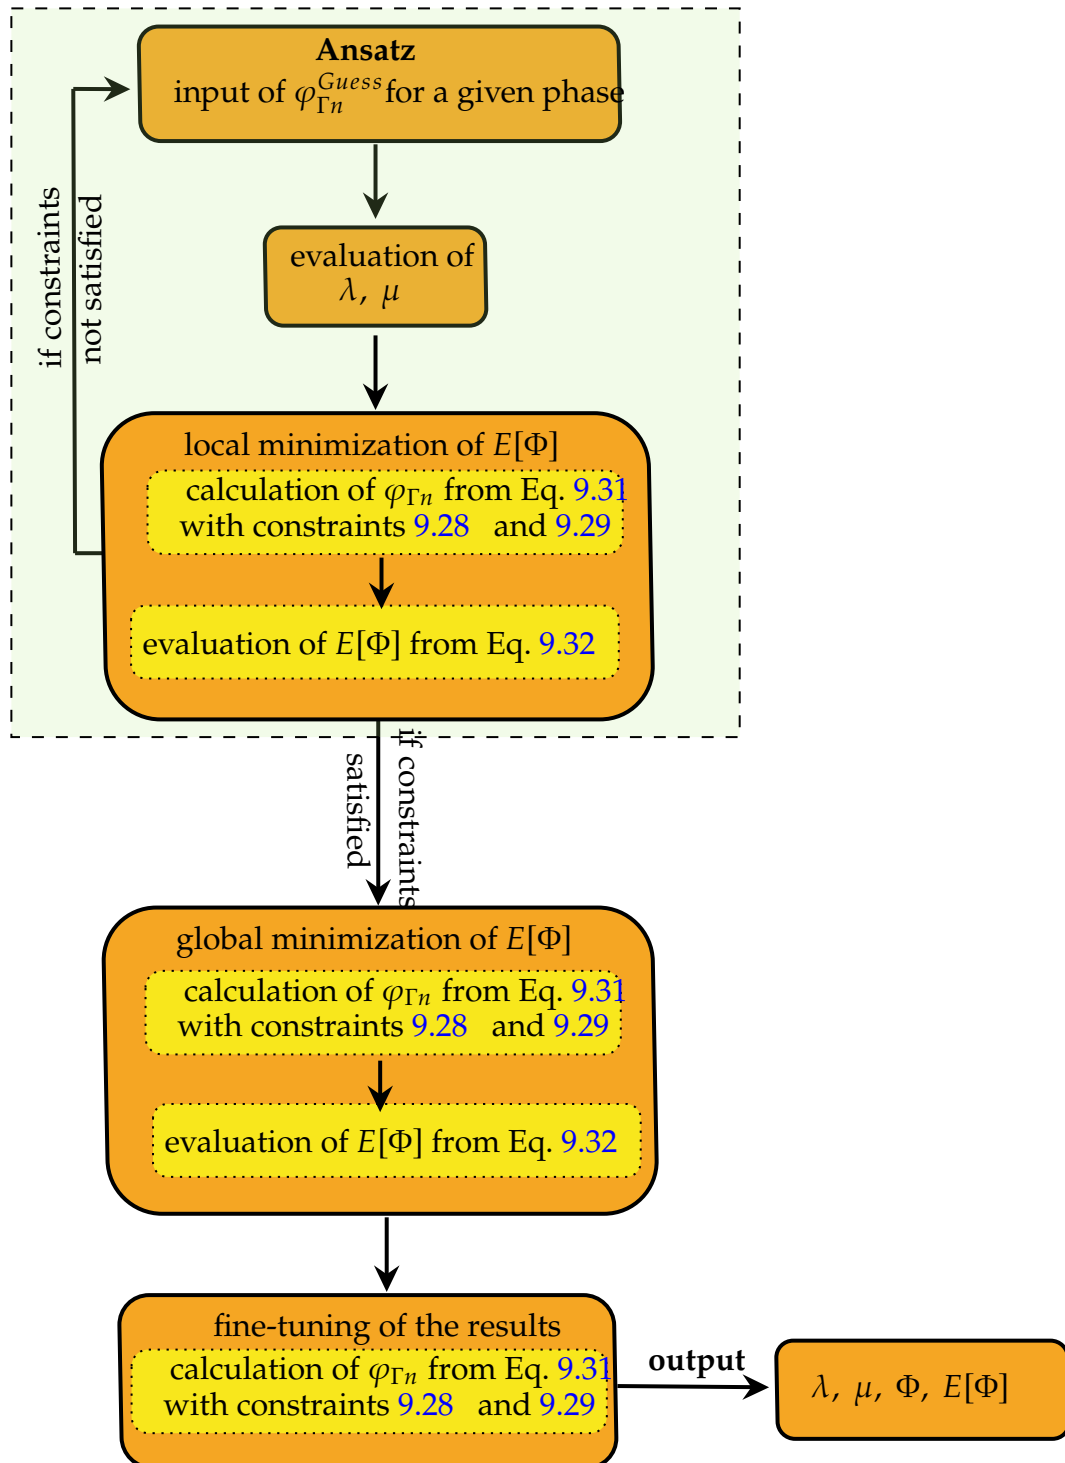 Ansatz
input of φ_{Γn}^{Guess} for a given phase
if constraints
not satisfied
evaluation of
λ, μ
local minimization of E[Φ]
calculation of φ_{Γn} from Eq. 9.31
with constraints 9.28 and 9.29
evaluation of E[Φ] from Eq. 9.32
if constraints
satisfied
global minimization of E[Φ]
calculation of φ_{Γn} from Eq. 9.31
with constraints 9.28 and 9.29
evaluation of E[Φ] from Eq. 9.32
fine-tuning of the results
calculation of φ_{Γn} from Eq. 9.31
with constraints 9.28 and 9.29
output
λ, μ, Φ, E[Φ]